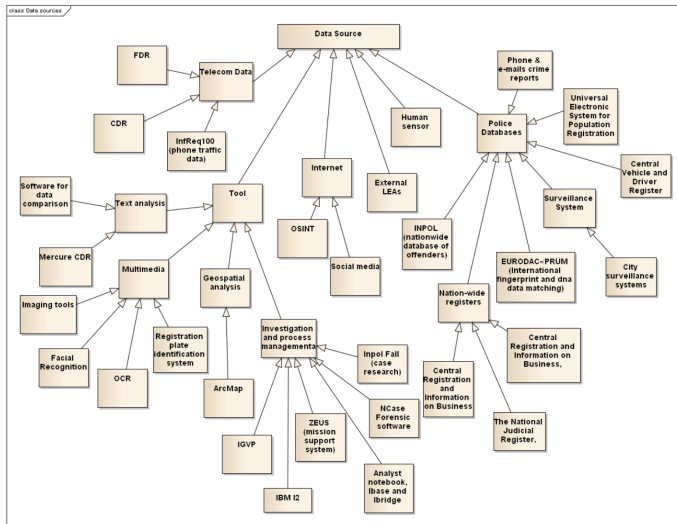 class Data sources
Data Source
FDR
Telecom Data
CDR
InfReq100
(phone traffic
data)
Phone &
e-mails crime
reports
Universal
Electronic
System for
Population
Registration
Human
sensor
Police
Databases
Central
Vehicle and
Driver
Register
Internet
External
LEAs
Software for
data
comparison
Text analysis
Tool
Surveillance
System
OSINT
INPOL
(nationwide
database of
offenders)
Mercure CDR
Social media
EURODAC-/PRÜM
(International
fingerprint and dna
data matching)
City
surveillance
systems
Multimedia
Geospatial
analysis
Nation-wide
registers
Imaging tools
Investigation
and process
managementa
Registration
plate
identification
system
Facial
Recognition
OCR
ArcMap
Inpol Fall
(case
research)
Central
Registration
and
Information
on Business
Central
Registration and
Information on
Business,
IGVP
ZEUS
(mission
support
system)
NCase
Forensic
software
The National
Judicial
Register,
IBM I2
Analyst
notebook,
Ibase and
Ibridge